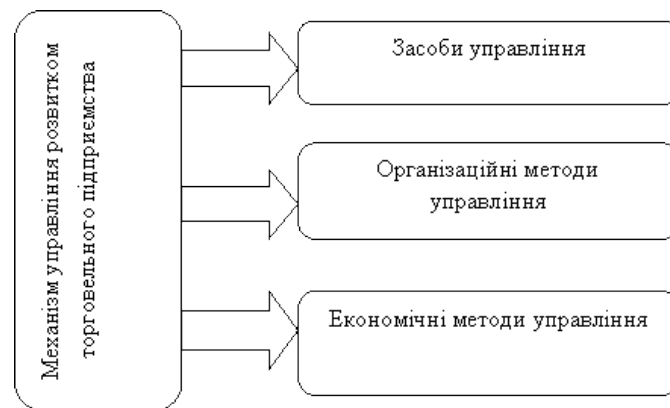 Механізм управління розвитком
торговельного підприємства
Засоби управління
Організаційні методи
управління
Економічні методи управління